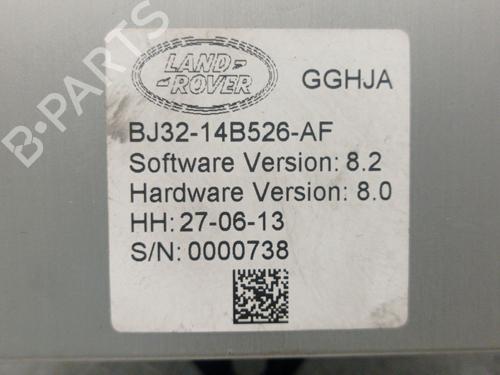 LAND-
ROVER
GGHJA
BJ32-14B526-AF
Software Version: 8.2
Hardware Version: 8.0
HH: 27-06-13
S/N: 0000738
B-PARTS